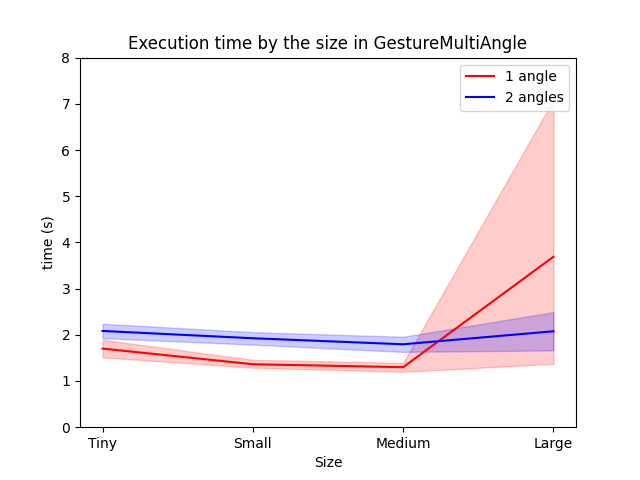 Execution time by the size in GestureMultiAngle
1 angle
2 angles
8
7
6
5
4
3
2
1
0
time (s)
Tiny Small Medium Large
Size